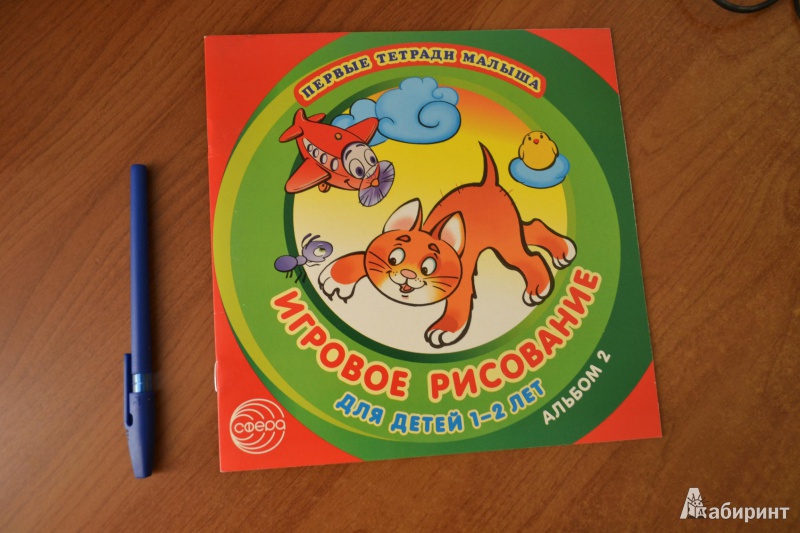 ПЕРВЫЕ ТЕТРАДИ МАЛЫША
ИГРОВОЕ РИСОВАНИЕ
ДЛЯ ДЕТЕЙ 1–2 ЛЕТ
АЛЬБОМ 2
сфера
Лабиринт